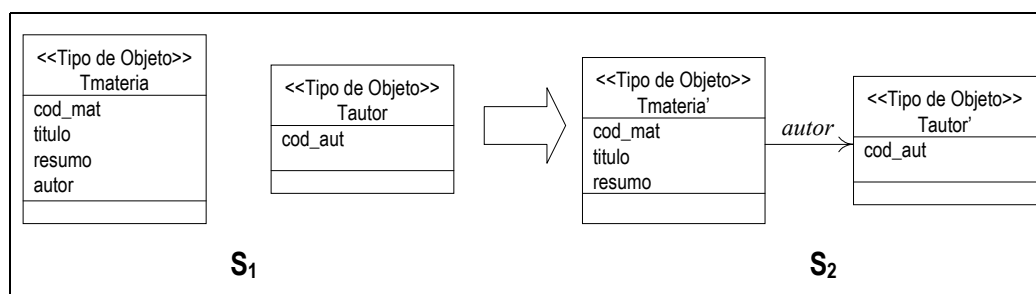 <<Tipo de Objeto>>
Tmateria
cod_mat
titulo
resumo
autor
<<Tipo de Objeto>>
Tautor
cod_aut
<<Tipo de Objeto>>
Tmateria’
cod_mat
titulo
resumo
autor
<<Tipo de Objeto>>
Tautor’
cod_aut
S1
S2